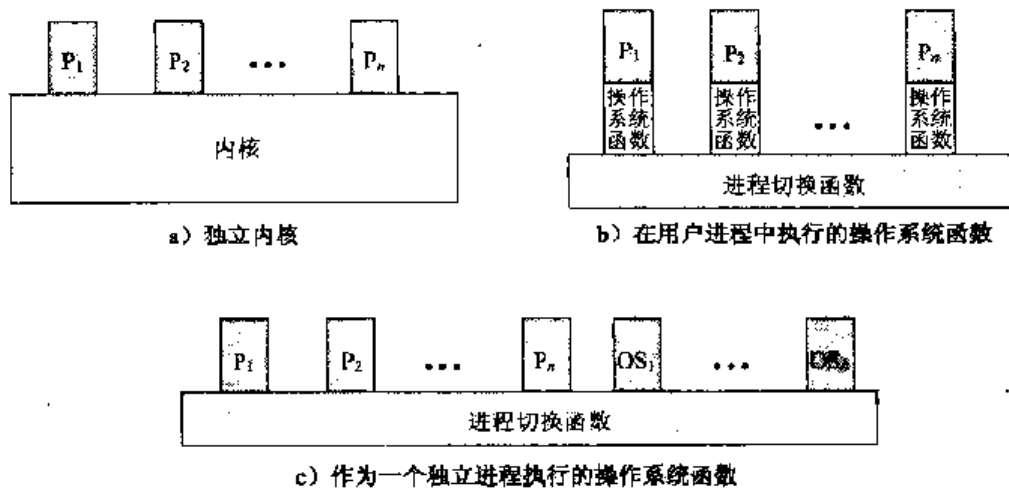 P1 P2 ••• Pn
内核
a）独立内核
P1 P2 Pn
操作系统函数 操作系统函数 ••• 操作系统函数
进程切换函数
b）在用户进程中执行的操作系统函数
P1 P2 ••• Pn OS1 •••
进程切换函数
c）作为一个独立进程执行的操作系统函数